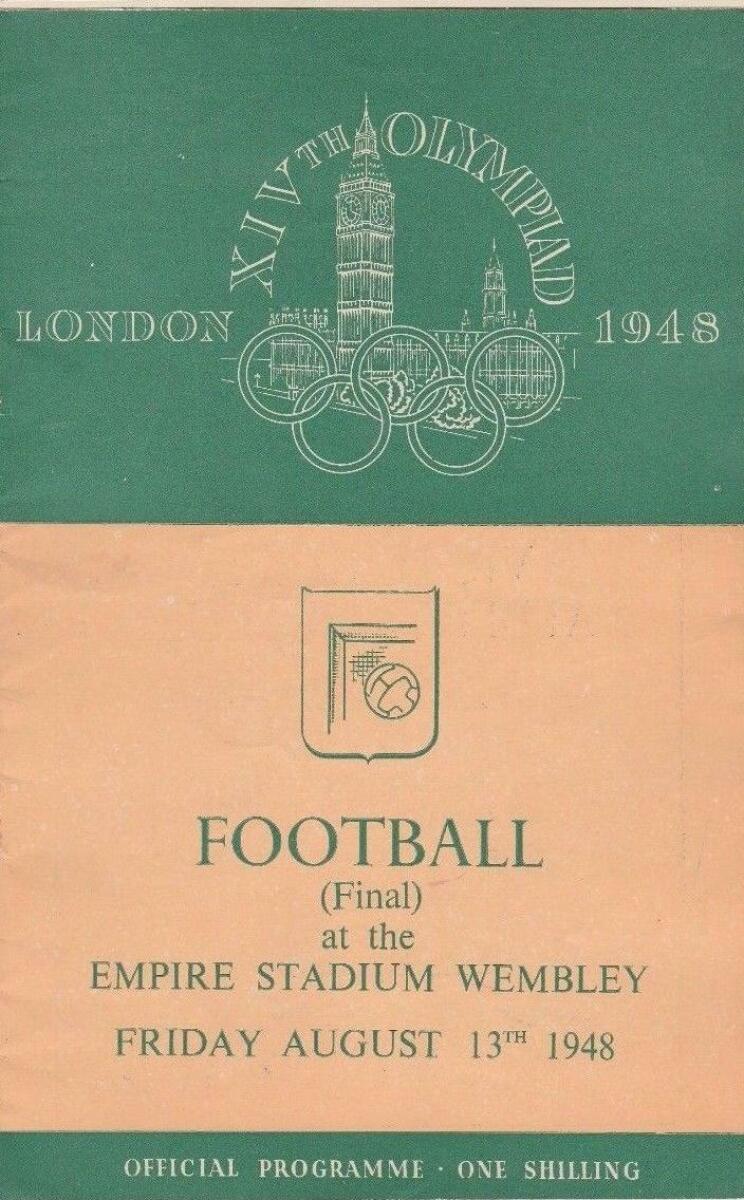 XIVTH OLYMPIAD
LONDON 1948
FOOTBALL
(Final)
at the
EMPIRE STADIUM WEMBLEY
FRIDAY AUGUST 13TH 1948
OFFICIAL PROGRAMME · ONE SHILLING